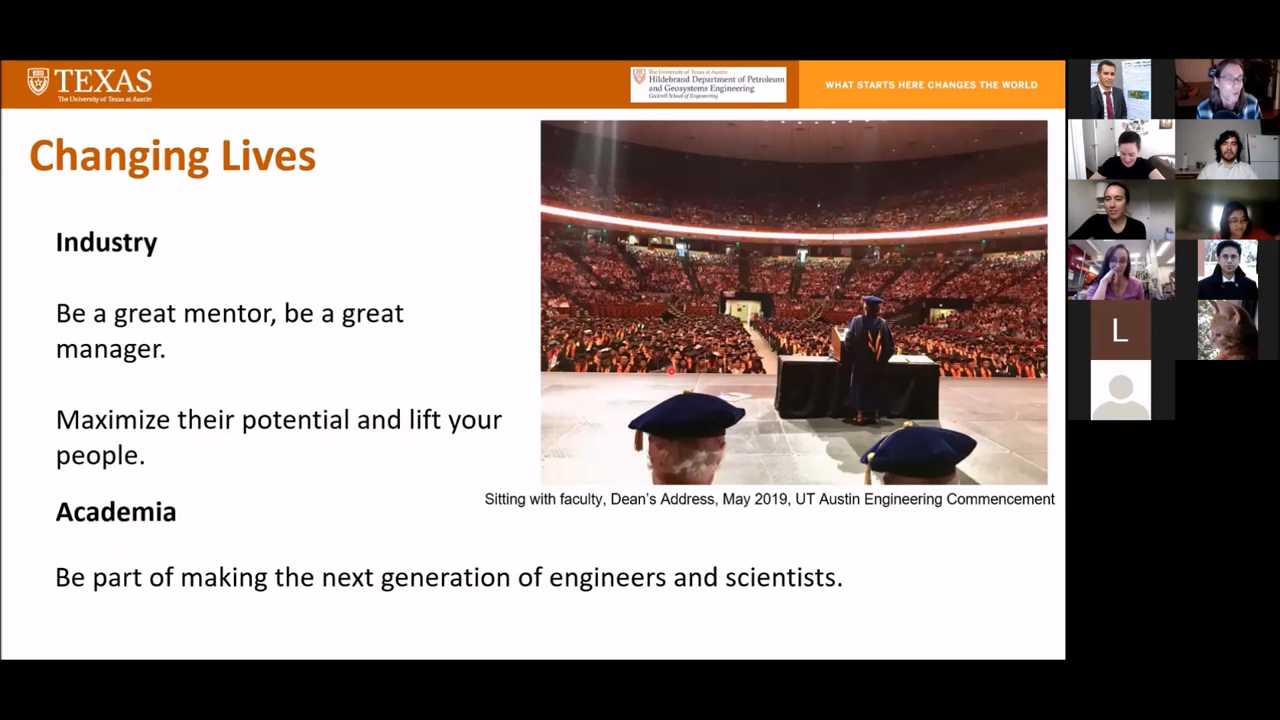 TEXAS
The University of Texas at Austin
The University of Texas at Austin
Hildebrand Department of Petroleum
and Geosystems Engineering
Cockrell School of Engineering
WHAT STARTS HERE CHANGES THE WORLD
Changing Lives
Industry
Be a great mentor, be a great
manager.
Maximize their potential and lift your
people.
Sitting with faculty, Dean's Address, May 2019, UT Austin Engineering Commencement
Academia
Be part of making the next generation of engineers and scientists.
L